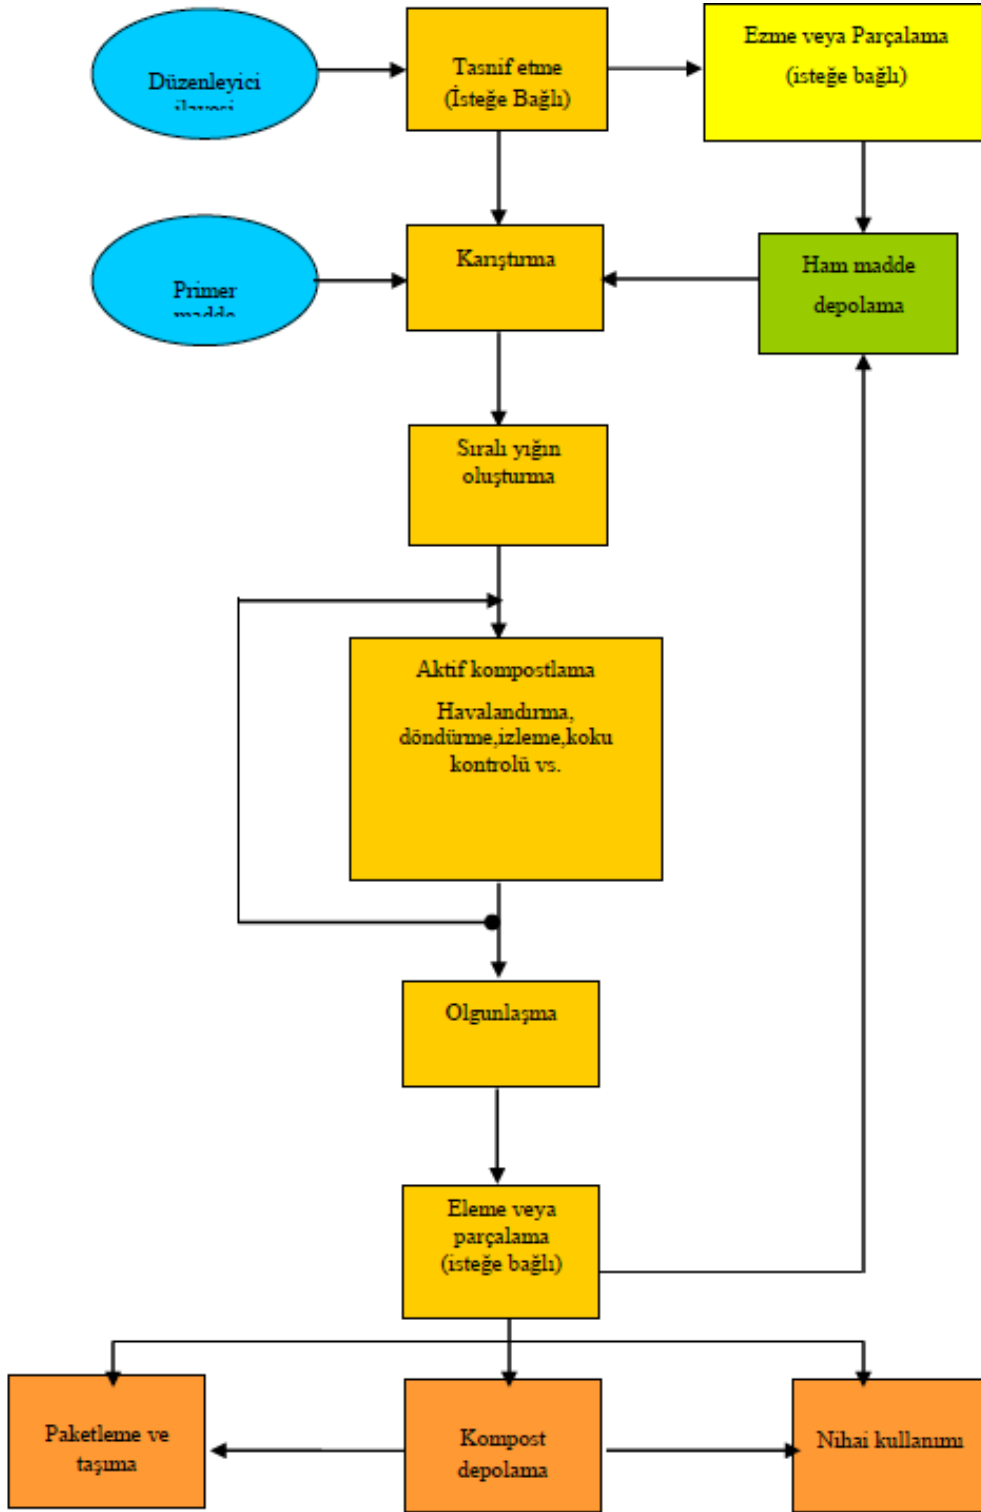 Düzenleyici
Tasnif etme
(İsteğe Bağlı)
Ezme veya Parçalama
(isteğe bağlı)
Primer
Karıştırma
Ham madde
depolama
Sıralı yığın
oluşturma
Aktif kompostlama
Havalandırma,
döndürme,izleme,koku
kontrolü vs.
Olgunlaşma
Eleme veya
parçalama
(isteğe bağlı)
Paketleme ve
taşıma
Kompost
depolama
Nihai kullanımı